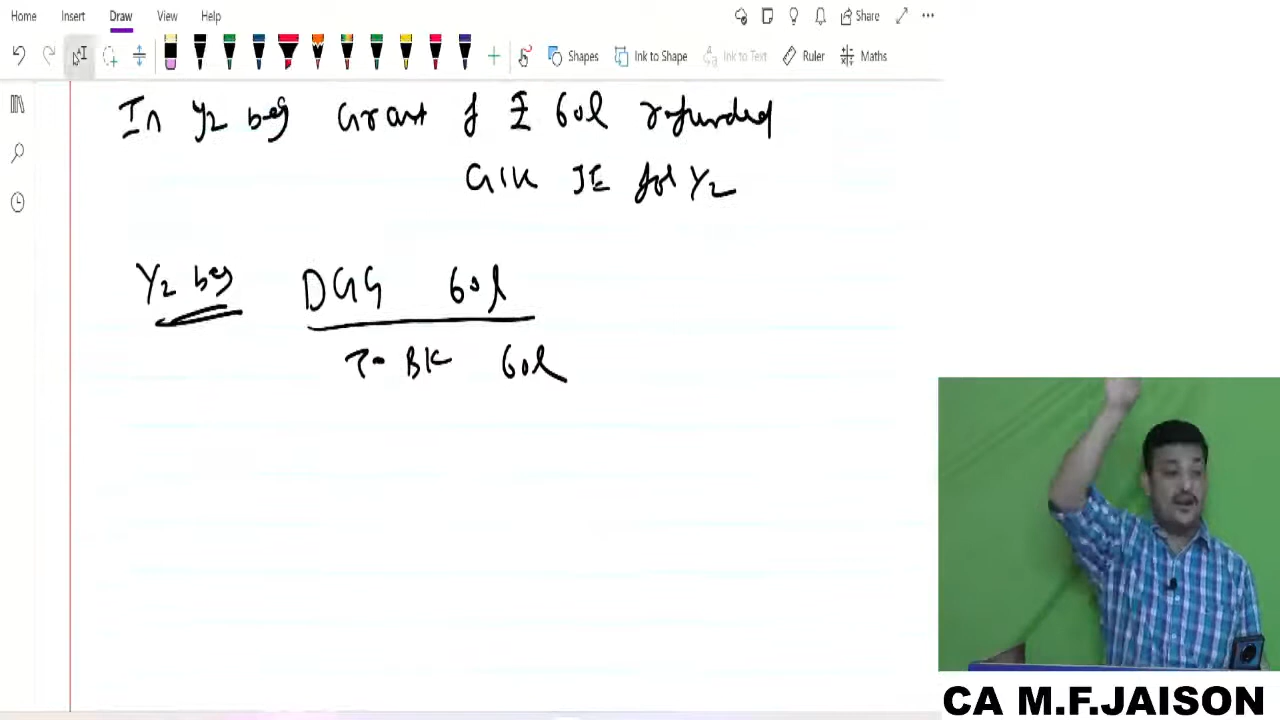 Home Insert Draw View Help Share
Shapes Ink to Shape Ink to Text Ruler Maths
In Y2 beg Grant of ₹ 60l refunded
Give JE for Y2
Y2 beg DGG 60l
To BK 60l
CA M.F.JAISON